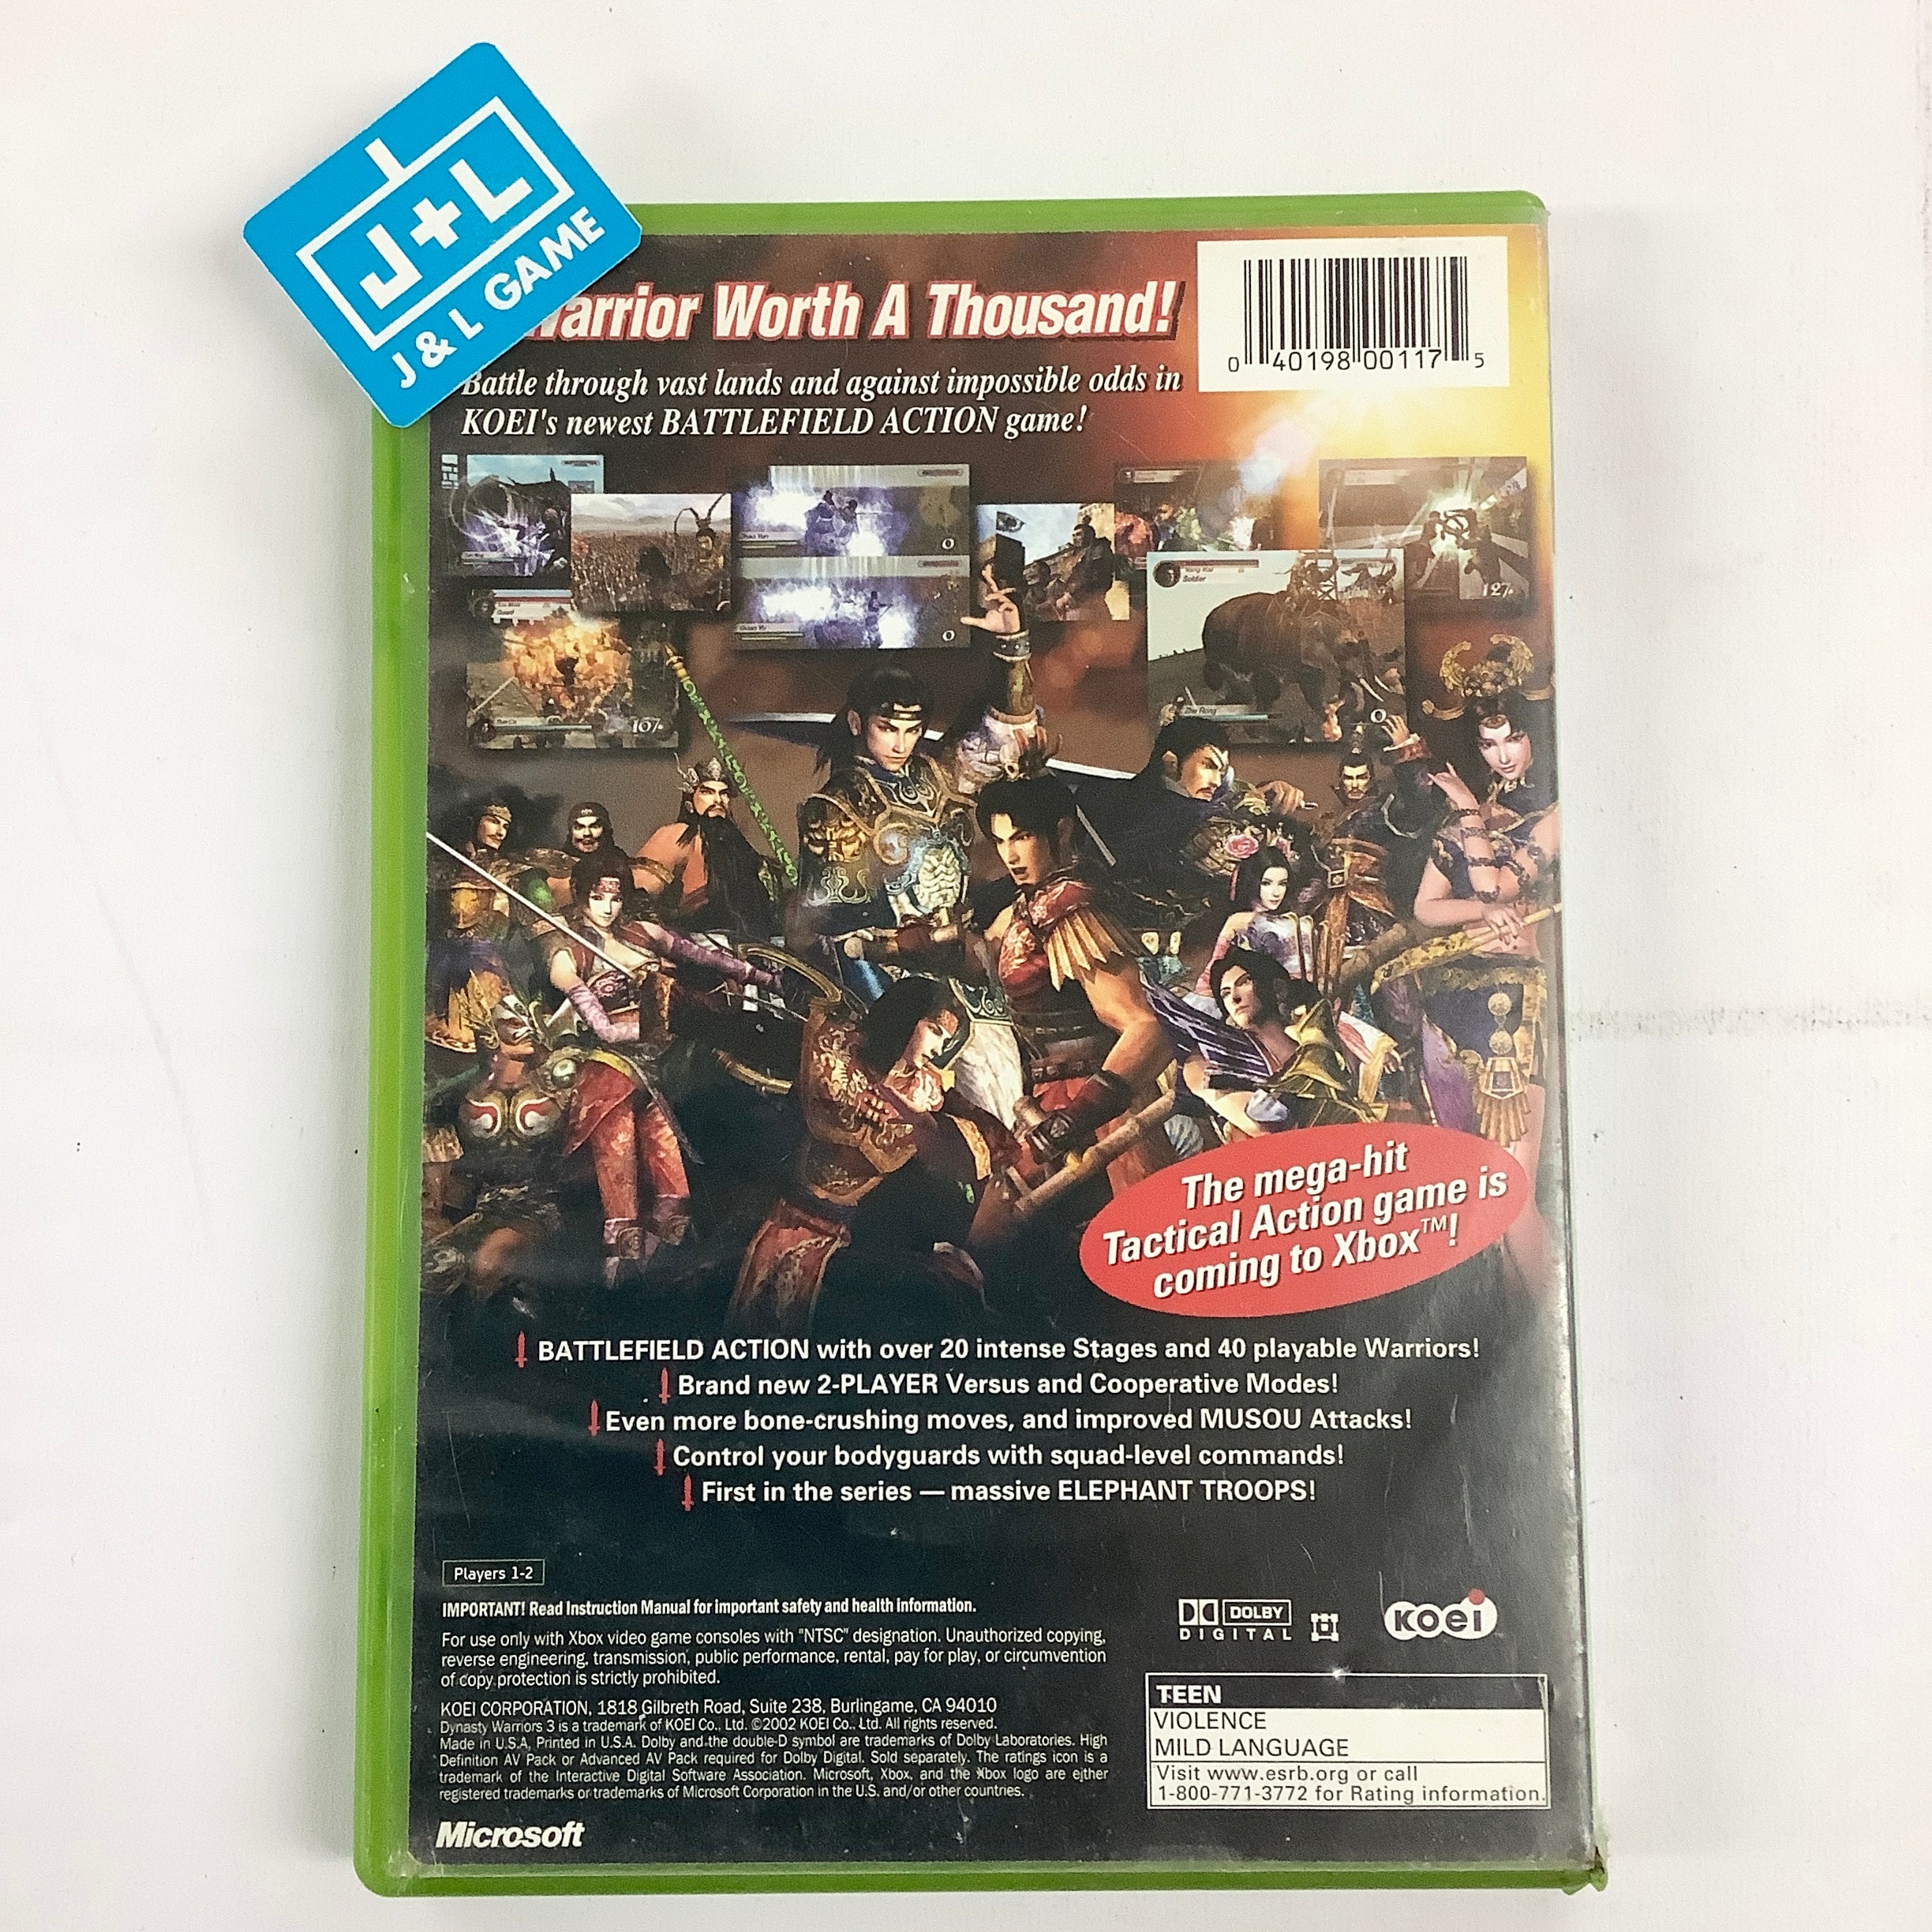 J+L
J & L GAME
Warrior Worth A Thousand!
0 40198 00117 5
Battle through vast lands and against impossible odds in
KOEI's newest BATTLEFIELD ACTION game!
Zhao Yun
0
Guan Yu
0
127
Soldier
Guard
167
0
The mega-hit
Tactical Action game is
coming to Xbox™!
BATTLEFIELD ACTION with over 20 intense Stages and 40 playable Warriors!
Brand new 2-PLAYER Versus and Cooperative Modes!
Even more bone-crushing moves, and improved MUSOU Attacks!
Control your bodyguards with squad-level commands!
First in the series — massive ELEPHANT TROOPS!
Players 1-2
IMPORTANT! Read Instruction Manual for important safety and health information.
For use only with Xbox video game consoles with "NTSC" designation. Unauthorized copying,
reverse engineering, transmission, public performance, rental, pay for play, or circumvention
of copy protection is strictly prohibited.
KOEI CORPORATION, 1818 Gilbreth Road, Suite 238, Burlingame, CA 94010
Dynasty Warriors 3 is a trademark of KOEI Co., Ltd. ©2002 KOEI Co., Ltd. All rights reserved.
Made in U.S.A. Printed in U.S.A. Dolby and the double-D symbol are trademarks of Dolby Laboratories. High
Definition AV Pack or Advanced AV Pack required for Dolby Digital. Sold separately. The ratings icon is a
trademark of the Interactive Digital Software Association. Microsoft, Xbox, and the Xbox logo are either
registered trademarks or trademarks of Microsoft Corporation in the U.S. and/or other countries.
Microsoft
DOLBY
DIGITAL
KOEI
TEEN
VIOLENCE
MILD LANGUAGE
Visit www.esrb.org or call
1-800-771-3772 for Rating information.